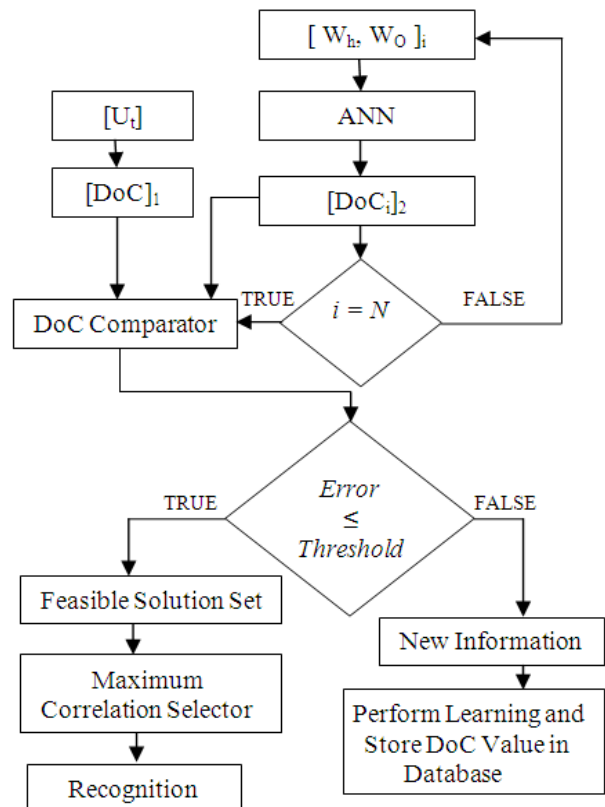 [ Wh, WO ]i
[Ut]
ANN
[DoC]1
[DoCi]2
TRUE
i = N
FALSE
DoC Comparator
TRUE
Error
≤
Threshold
FALSE
Feasible Solution Set
New Information
Maximum
Correlation Selector
Perform Learning and
Store DoC Value in
Database
Recognition